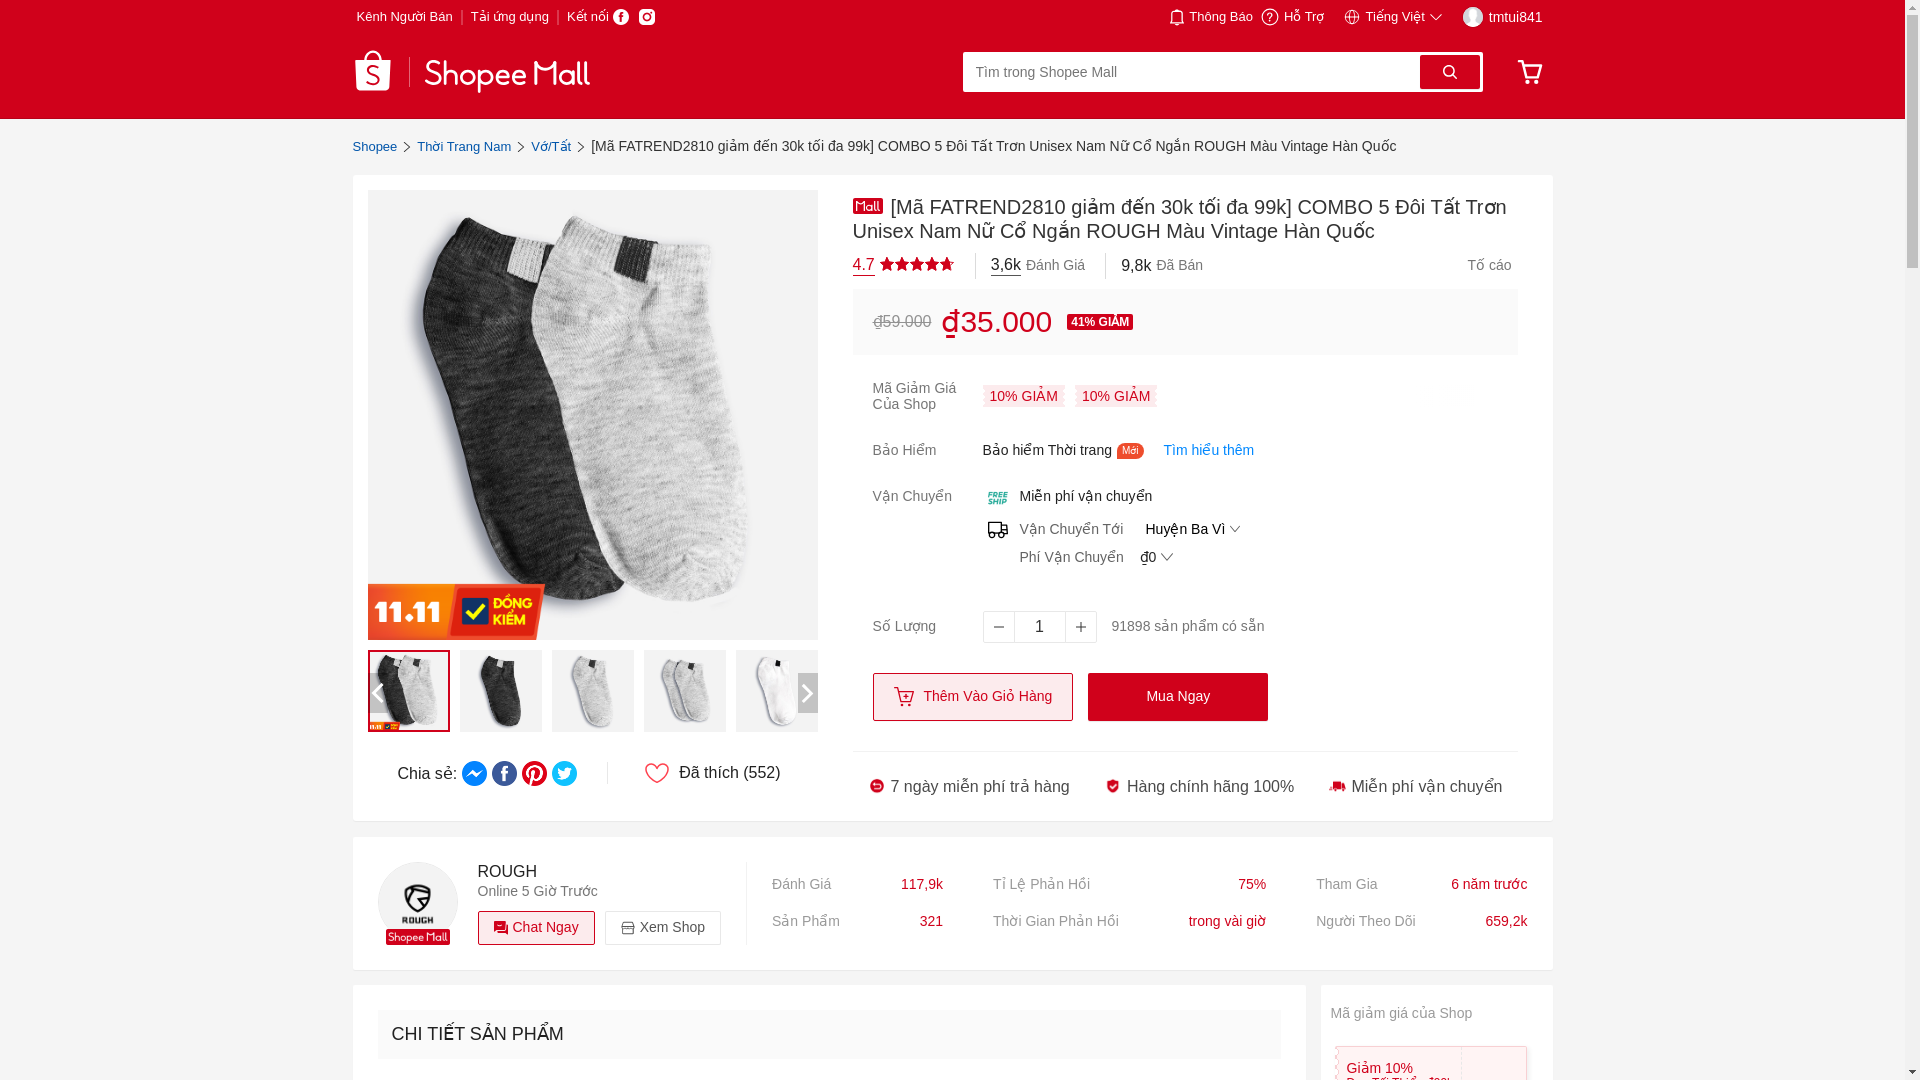 Kênh Người Bán
Tải ứng dụng
Kết nối
Thông Báo
Hỗ Trợ
Tiếng Việt
tmtui841
Shopee Mall
Tìm trong Shopee Mall
Shopee
Thời Trang Nam
Vớ/Tất
[Mã FATREND2810 giảm đến 30k tối đa 99k] COMBO 5 Đôi Tất Trơn Unisex Nam Nữ Cổ Ngắn ROUGH Màu Vintage Hàn Quốc
11.11
ĐỒNG
KIỂM
Chia sẻ:
Đã thích (552)
Mall [Mã FATREND2810 giảm đến 30k tối đa 99k] COMBO 5 Đôi Tất Trơn
Unisex Nam Nữ Cổ Ngắn ROUGH Màu Vintage Hàn Quốc
4.7
3,6k Đánh Giá
9,8k Đã Bán
Tố cáo
₫59.000
₫35.000
41% GIẢM
Mã Giảm Giá
Của Shop
10% GIẢM
10% GIẢM
Bảo Hiểm
Bảo hiểm Thời trang
Mới
Tìm hiểu thêm
Vận Chuyển
FREE
SHIP
Miễn phí vận chuyển
Vận Chuyển Tới
Huyện Ba Vì
Phí Vận Chuyển
₫0
Số Lượng
1
91898 sản phẩm có sẵn
Thêm Vào Giỏ Hàng
Mua Ngay
7 ngày miễn phí trả hàng
Hàng chính hãng 100%
Miễn phí vận chuyển
ROUGH
Shopee Mall
ROUGH
Online 5 Giờ Trước
Chat Ngay
Xem Shop
Đánh Giá
117,9k
Tỉ Lệ Phản Hồi
75%
Tham Gia
6 năm trước
Sản Phẩm
321
Thời Gian Phản Hồi
trong vài giờ
Người Theo Dõi
659,2k
CHI TIẾT SẢN PHẨM
Mã giảm giá của Shop
Giảm 10%